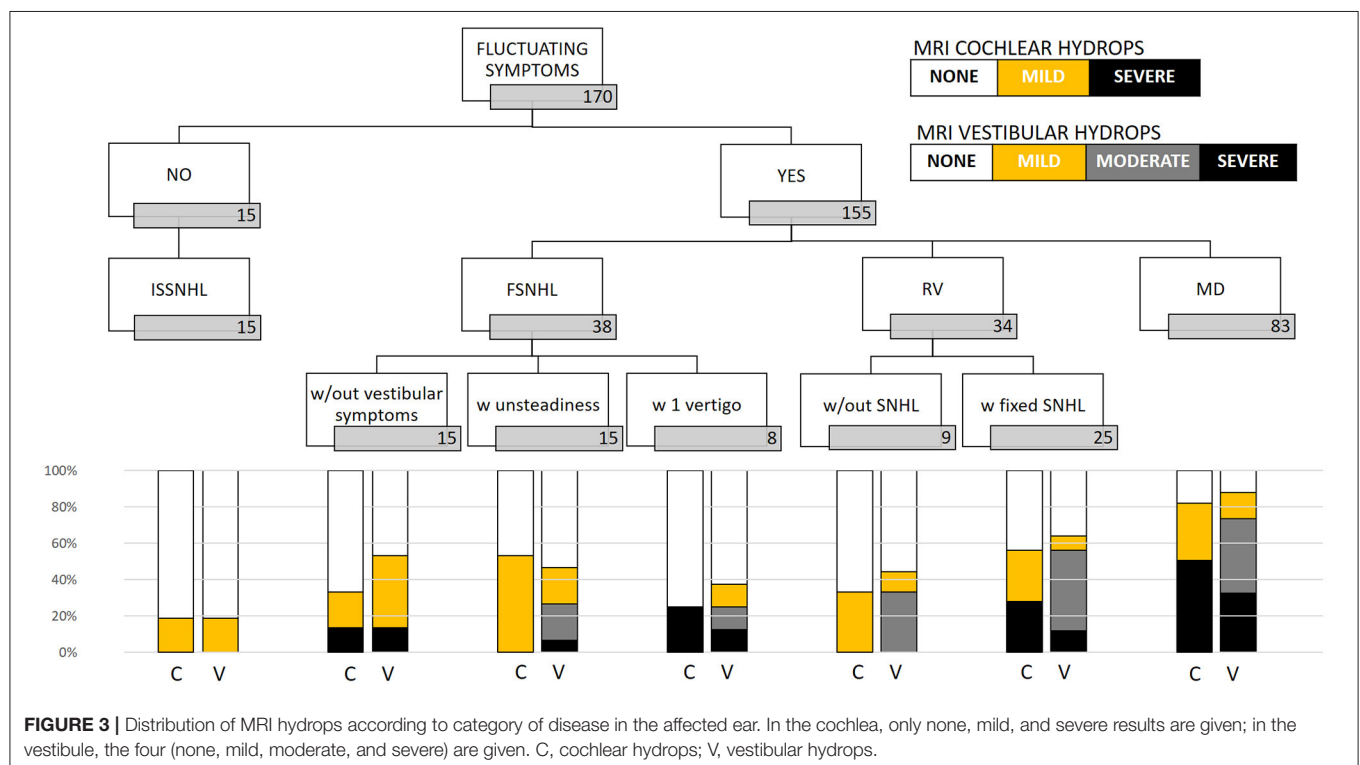 FLUCTUATING
SYMPTOMS
170
MRI COCHLEAR HYDROPS
NONE MILD SEVERE
MRI VESTIBULAR HYDROPS
NONE MILD MODERATE SEVERE
NO
15
YES
155
ISSNHL
15
FSNHL
38
RV
34
MD
83
w/out vestibular
symptoms
15
w unsteadiness
15
w 1 vertigo
8
w/out SNHL
9
w fixed SNHL
25
100%
80%
60%
40%
20%
0%
C V C V C V C V C V C V C V
FIGURE 3 | Distribution of MRI hydrops according to category of disease in the affected ear. In the cochlea, only none, mild, and severe results are given; in the
vestibule, the four (none, mild, moderate, and severe) are given. C, cochlear hydrops; V, vestibular hydrops.